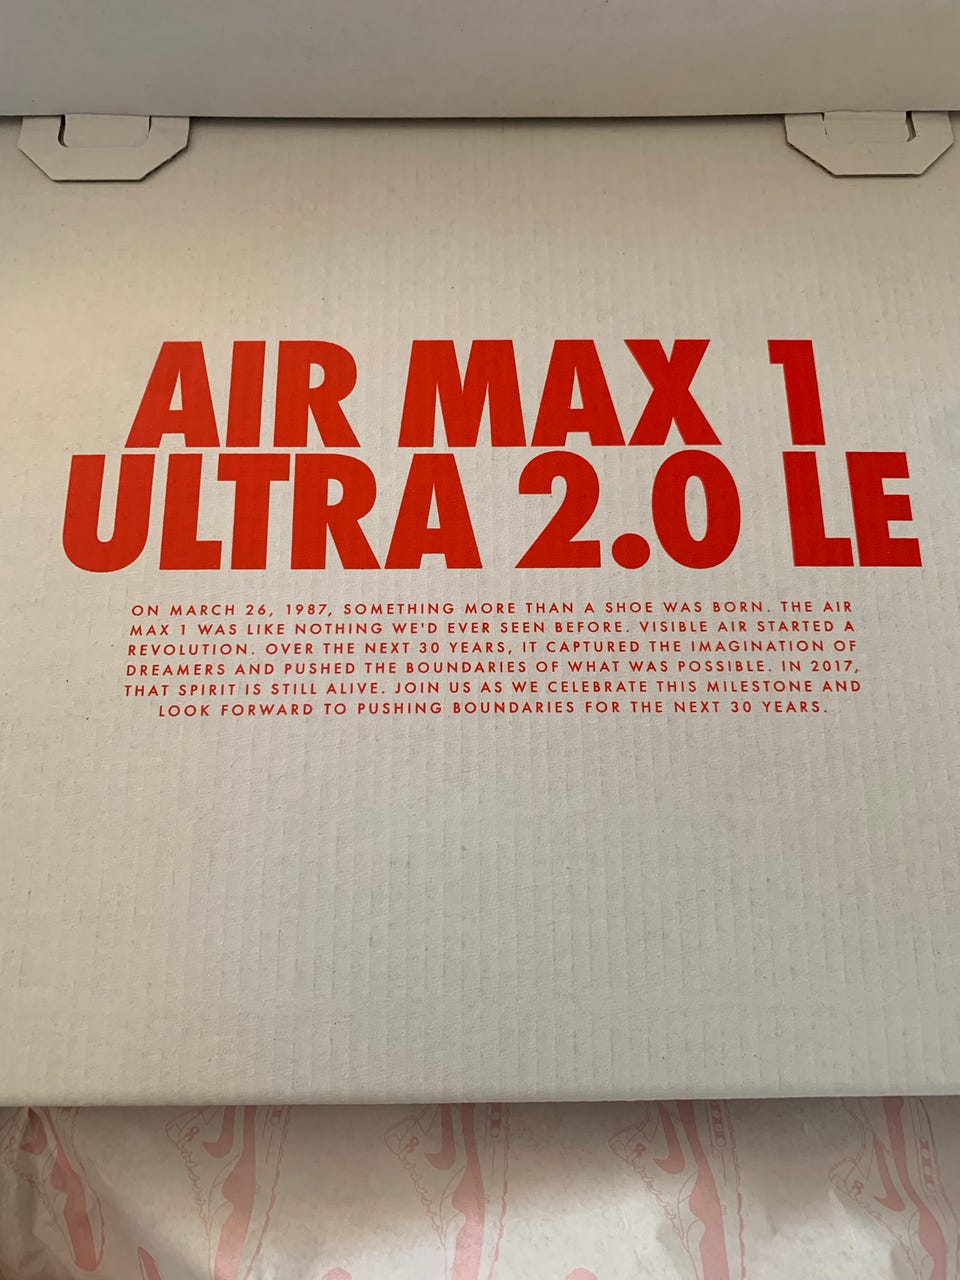 AIR MAX 1
ULTRA 2.0 LE
ON MARCH 26, 1987, SOMETHING MORE THAN A SHOE WAS BORN. THE AIR
MAX 1 WAS LIKE NOTHING WE'D EVER SEEN BEFORE. VISIBLE AIR STARTED A
REVOLUTION. OVER THE NEXT 30 YEARS, IT CAPTURED THE IMAGINATION OF
DREAMERS AND PUSHED THE BOUNDARIES OF WHAT WAS POSSIBLE. IN 2017,
THAT SPIRIT IS STILL ALIVE. JOIN US AS WE CELEBRATE THIS MILESTONE AND
LOOK FORWARD TO PUSHING BOUNDARIES FOR THE NEXT 30 YEARS.